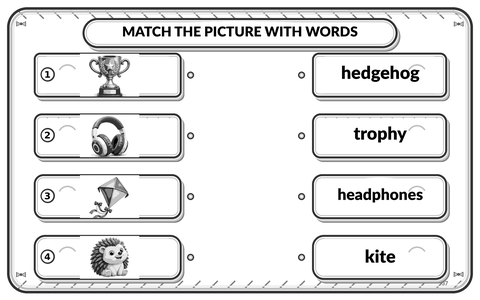 MATCH THE PICTURE WITH WORDS
1
hedgehog
2
trophy
3
headphones
4
kite